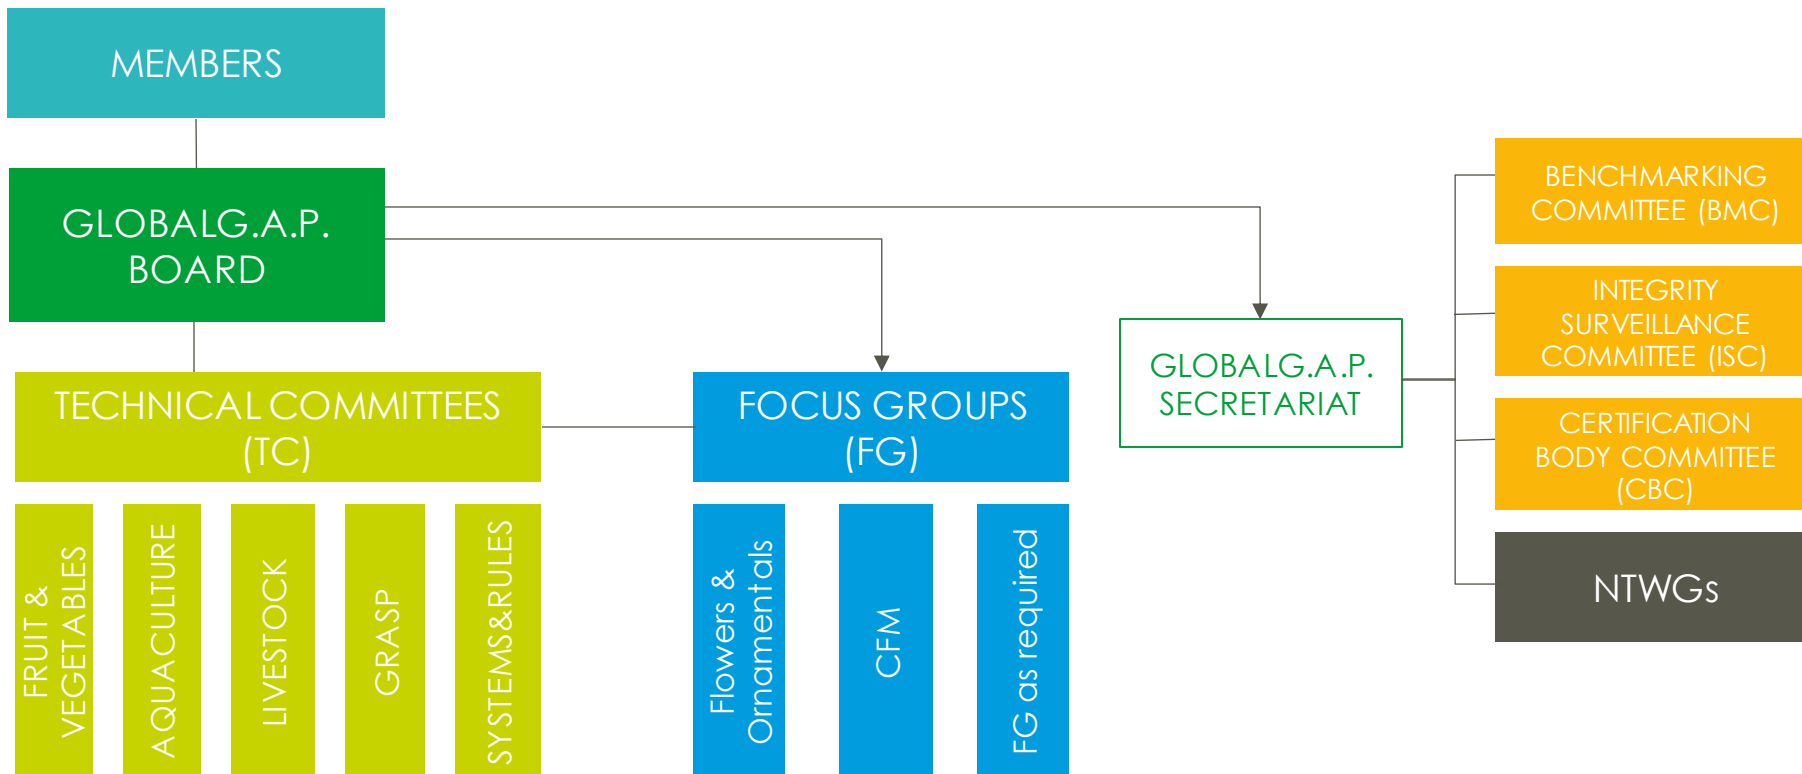 MEMBERS
GLOBALG.A.P.
BOARD
TECHNICAL COMMITTEES
(TC)
FRUIT &
VEGETABLES
AQUACULTURE
LIVESTOCK
GRASP
SYSTEMS&RULES
FOCUS GROUPS
(FG)
Flowers &
Ornamentals
CFM
FG as required
GLOBALG.A.P.
SECRETARIAT
BENCHMARKING
COMMITTEE (BMC)
INTEGRITY
SURVEILLANCE
COMMITTEE (ISC)
CERTIFICATION
BODY COMMITTEE
(CBC)
NTWGs